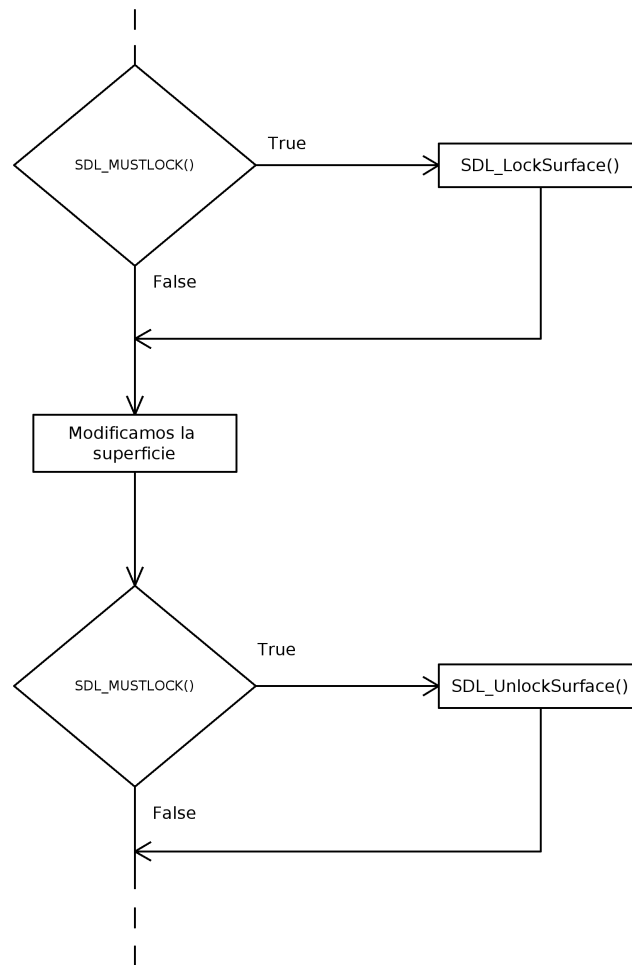 SDL_MUSTLOCK()
True
SDL_LockSurface()
False
Modificamos la
superficie
SDL_MUSTLOCK()
True
SDL_UnlockSurface()
False